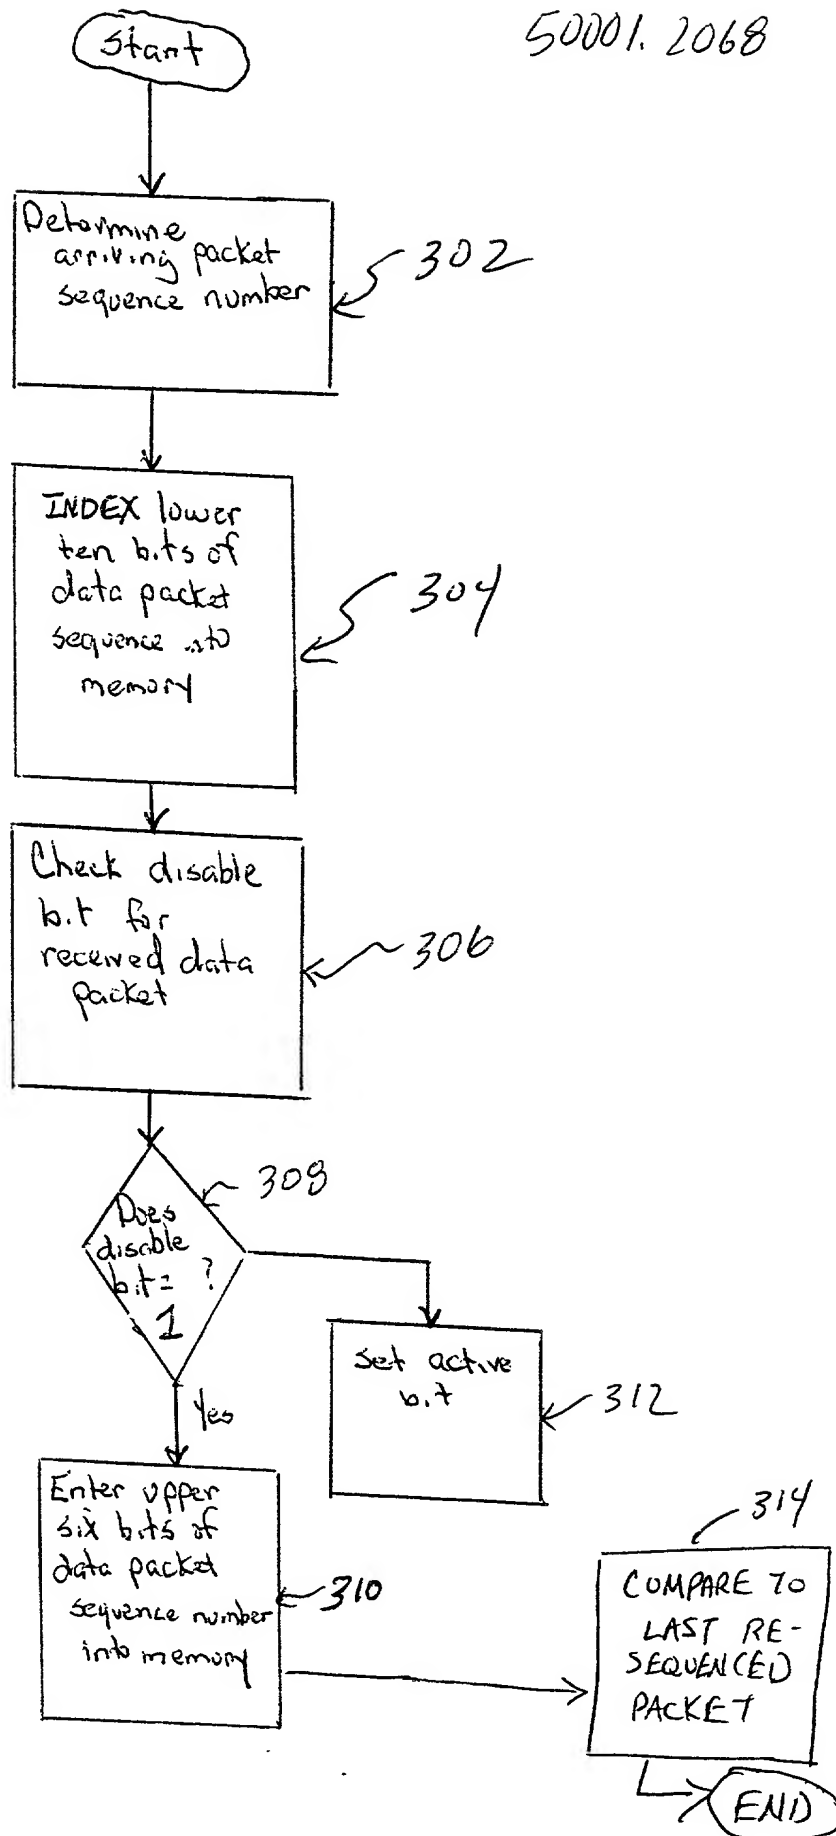 50001.2068
Start
Determine
arriving packet
sequence number
302
INDEX lower
ten bits of
data packet
sequence into
memory
304
Check disable
bit for
received data
packet
306
308
Does
disable
bit = ?
1
Yes
Set active
bit
312
Enter upper
six bits of
data packet
sequence number
into memory
310
314
COMPARE TO
LAST RE-
SEQUENCED
PACKET
END